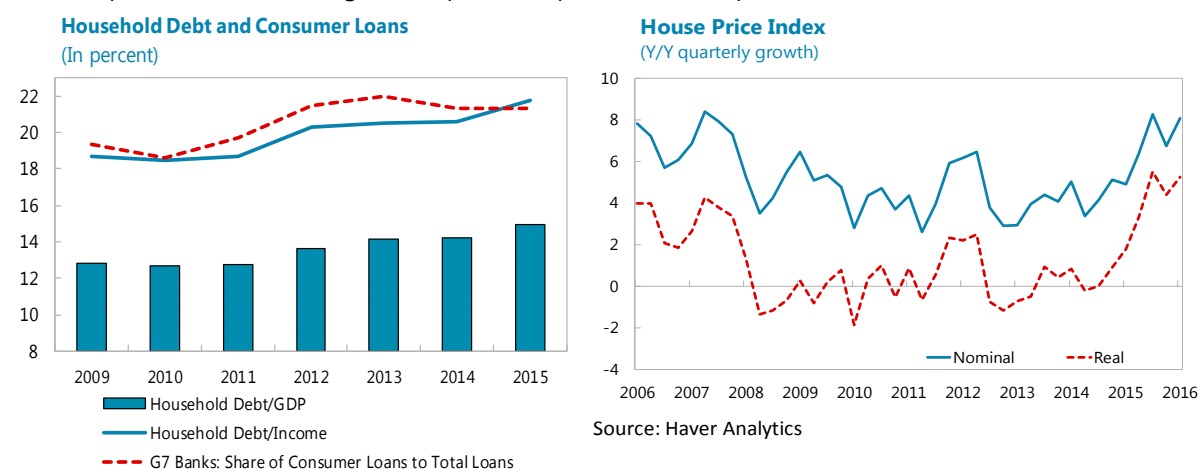 Household Debt and Consumer Loans
(In percent)
22
20
18
16
14
12
10
8
2009 2010 2011 2012 2013 2014 2015
Household Debt/GDP
Household Debt/Income
G7 Banks: Share of Consumer Loans to Total Loans
House Price Index
(Y/Y quarterly growth)
10
8
6
4
2
0
-2
-4
Nominal Real
2006 2007 2008 2009 2010 2011 2012 2013 2014 2015 2016
Source: Haver Analytics